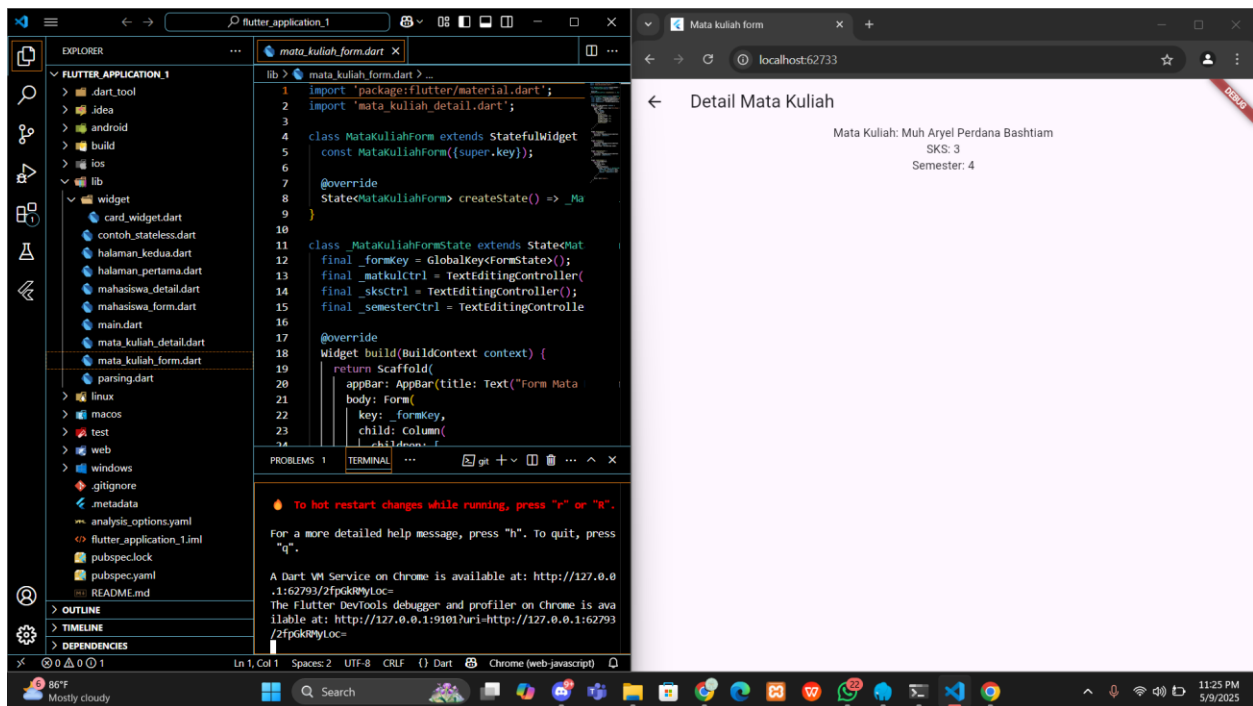 flutter_application_1
EXPLORER
FLUTTER_APPLICATION_1
.dart_tool
.idea
android
build
ios
lib
widget
card_widget.dart
contoh_stateless.dart
halaman_kedua.dart
halaman_pertama.dart
mahasiswa_detail.dart
mahasiswa_form.dart
main.dart
mata_kuliah_detail.dart
mata_kuliah_form.dart
parsing.dart
linux
macos
test
web
windows
.gitignore
.metadata
analysis_options.yaml
flutter_application_1.iml
pubspec.lock
pubspec.yaml
README.md
OUTLINE
TIMELINE
DEPENDENCIES
mata_kuliah_form.dart
lib > mata_kuliah_form.dart > ...
1 import 'package:flutter/material.dart';
2 import 'mata_kuliah_detail.dart';
3
4 class MataKuliahForm extends StatefulWidget
5 const MataKuliahForm({super.key});
6
7 @override
8 State<MataKuliahForm> createState() => _Ma
9 }
10
11 class _MataKuliahFormState extends State<Mat
12 final _formKey = GlobalKey<FormState>();
13 final _matkulCtrl = TextEditingController(
14 final _sksCtrl = TextEditingController();
15 final _semesterCtrl = TextEditingControlle
16
17 @override
18 Widget build(BuildContext context) {
19 return Scaffold(
20 appBar: AppBar(title: Text("Form Mata
21 body: Form(
22 key: _formKey,
23 child: Column(
24 children: [
PROBLEMS 1 TERMINAL ... git
To hot restart changes while running, press "r" or "R".
For a more detailed help message, press "h". To quit, press
"q".
A Dart VM Service on Chrome is available at: http://127.0.0
.1:62793/2fpGkRMyLoc=
The Flutter DevTools debugger and profiler on Chrome is ava
ilable at: http://127.0.0.1:9101?uri=http://127.0.0.1:62793
/2fpGkRMyLoc=
0 0 1 Ln 1, Col 1 Spaces: 2 UTF-8 CRLF {} Dart Chrome (web-javascript)
Mata kuliah form
localhost:62733
DEBUG
Detail Mata Kuliah
Mata Kuliah: Muh Aryel Perdana Bashtiam
SKS: 3
Semester: 4
6
86°F
Mostly cloudy
Search
22
11:25 PM
5/9/2025